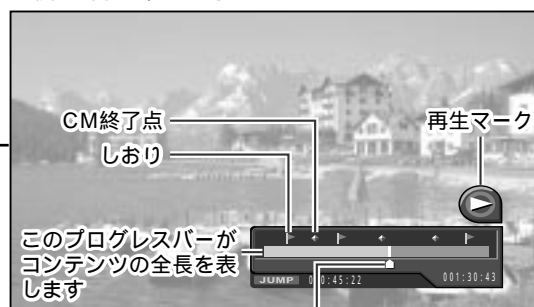 CM終了点
再生マーク
しおり
このプログレスバーが
コンテンツの全長を表
します
JUMP 000:45:22 001:30:43